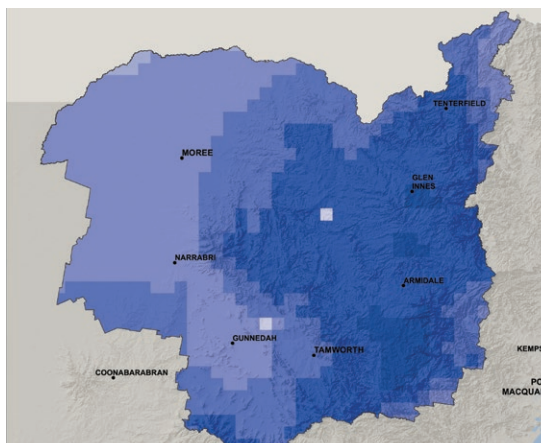 TENTERFIELD
MOREE
GLEN
INNES
NARRABRI
ARMIDALE
GUNNEDAH
TAMWORTH
KEMPS
COONABARABRAN
PO
MACQUA